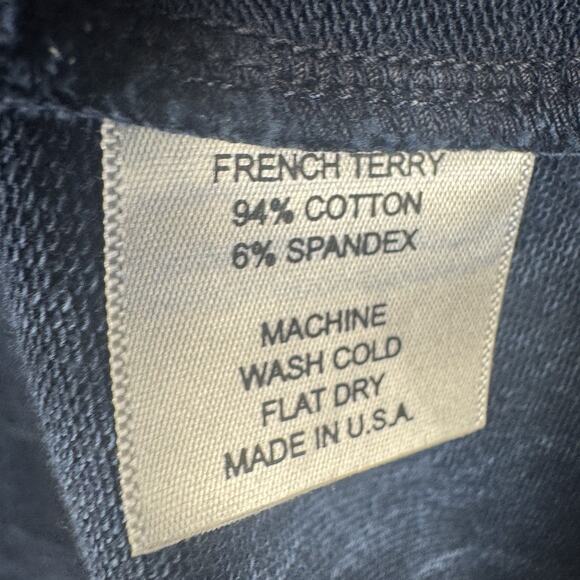 FRENCH TERRY
94% COTTON
6% SPANDEX
MACHINE
WASH COLD
FLAT DRY
MADE IN U.S.A.